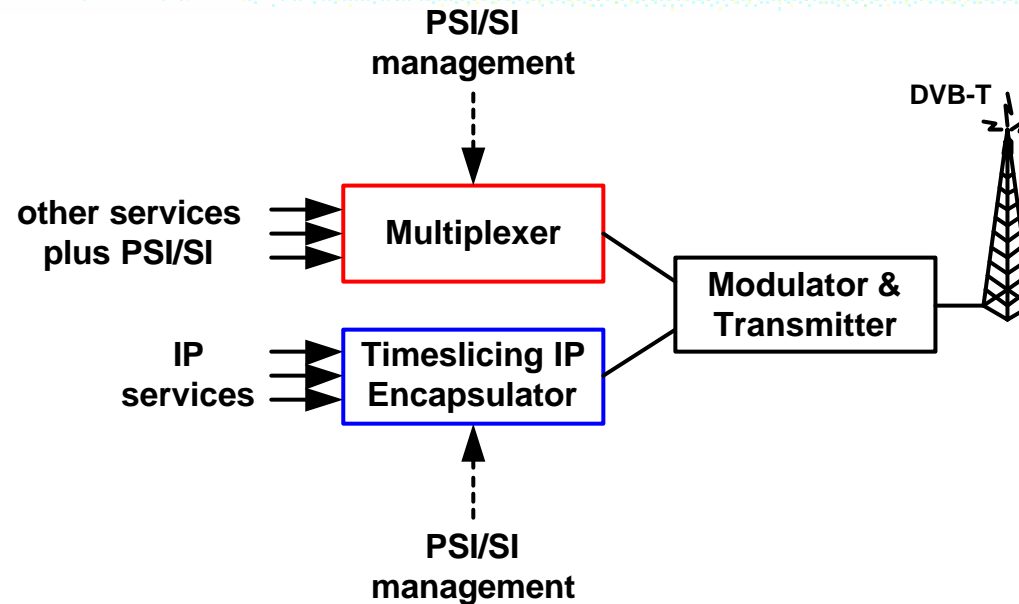 PSI/SI
management
DVB-T
other services
plus PSI/SI
Multiplexer
Modulator &
Transmitter
IP
services
Timeslicing IP
Encapsulator
PSI/SI
management